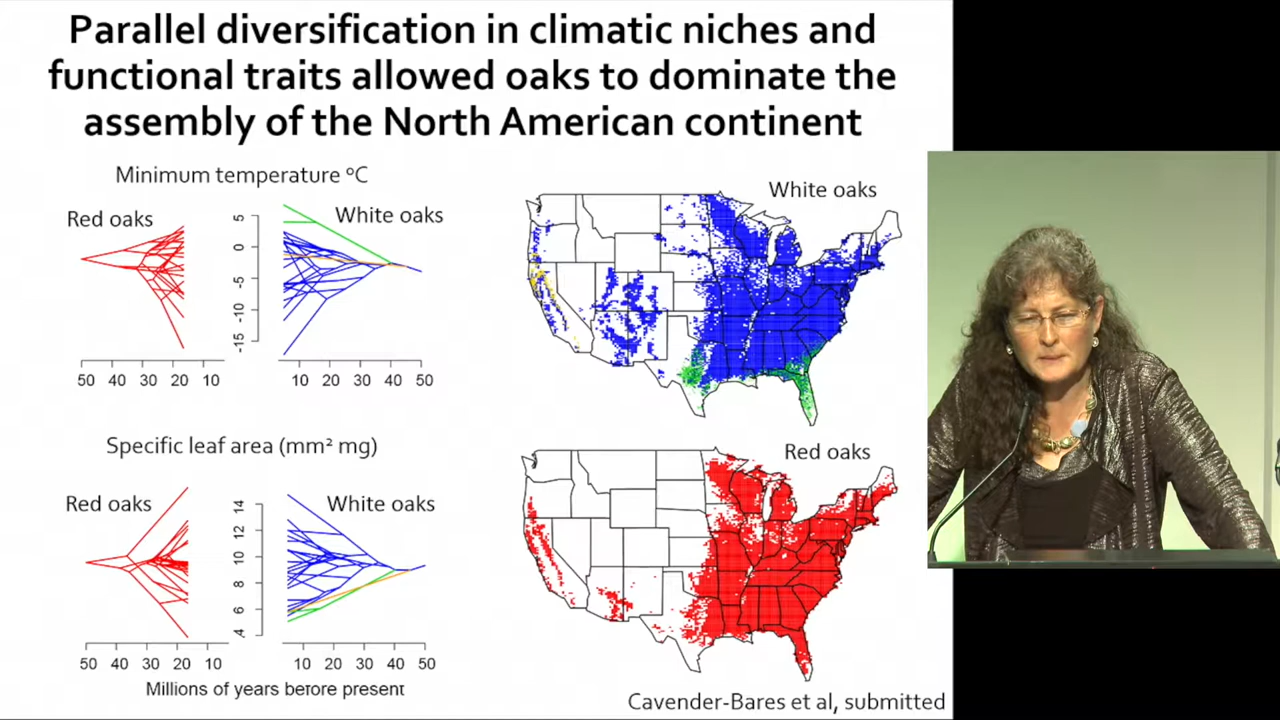 Parallel diversification in climatic niches and
functional traits allowed oaks to dominate the
assembly of the North American continent
Minimum temperature ºC
Red oaks
White oaks
5
0
-5
-10
-15
50 40 30 20 10
10 20 30 40 50
White oaks
Specific leaf area (mm² mg)
Red oaks
White oaks
14
12
10
8
6
4
50 40 30 20 10
10 20 30 40 50
Millions of years before present
Red oaks
Cavender-Bares et al, submitted